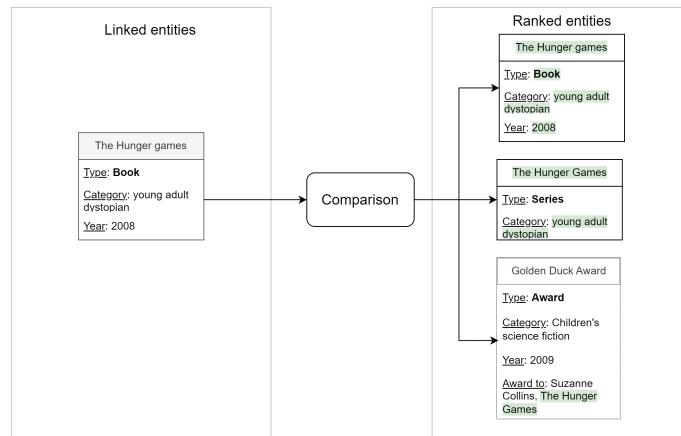 Linked entities
The Hunger games
Type: Book
Category: young adult
dystopian
Year: 2008
Comparison
Ranked entities
The Hunger games
Type: Book
Category: young adult
dystopian
Year: 2008
The Hunger Games
Type: Series
Category: young adult
dystopian
Golden Duck Award
Type: Award
Category: Children's
science fiction
Year: 2009
Award to: Suzanne
Collins, The Hunger
Games